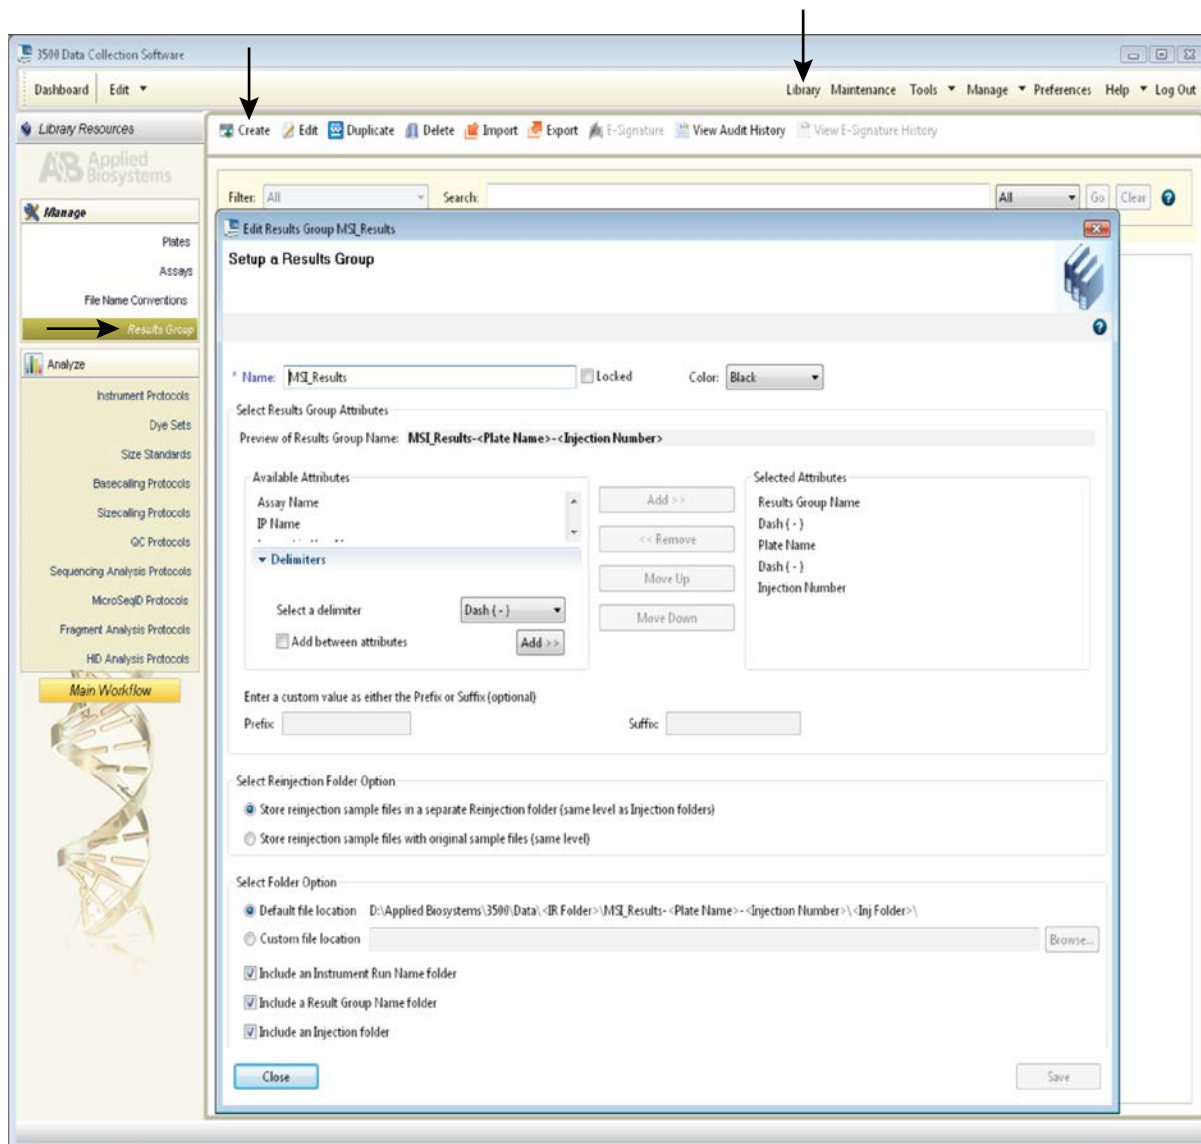 3500 Data Collection Software
Dashboard Edit Library Maintenance Tools Manage Preferences Help Log Out
Library Resources
Create Edit Duplicate Delete Import Export E-Signature View Audit History View E-Signature History
AB Applied Biosystems
Filter: All Search: All Go Clear
Manage
Plates
Assays
File Name Conventions
Results Group
Analyze
Instrument Protocols
Dye Sets
Size Standards
Basecalling Protocols
Sizecalling Protocols
QC Protocols
Sequencing Analysis Protocols
MicroSeqID Protocols
Fragment Analysis Protocols
HID Analysis Protocols
Main Workflow
Edit Results Group MSI_Results
Setup a Results Group
* Name: MSI_Results Locked Color: Black
Select Results Group Attributes
Preview of Results Group Name: MSI_Results-<Plate Name>-<Injection Number>
Available Attributes
Assay Name
IP Name
Delimiters
Select a delimiter Dash ( - )
Add between attributes Add >>
Add >>
<< Remove
Move Up
Move Down
Selected Attributes
Results Group Name
Dash ( - )
Plate Name
Dash ( - )
Injection Number
Enter a custom value as either the Prefix or Suffix (optional)
Prefix: Suffix:
Select Reinjection Folder Option
Store reinjection sample files in a separate Reinjection folder (same level as Injection folders)
Store reinjection sample files with original sample files (same level)
Select Folder Option
Default file location D:\Applied Biosystems\3500\Data\<IR Folder>\MSI_Results-<Plate Name>-<Injection Number>\<Inj Folder>\
Custom file location Browse...
Include an Instrument Run Name folder
Include a Result Group Name folder
Include an Injection folder
Close Save